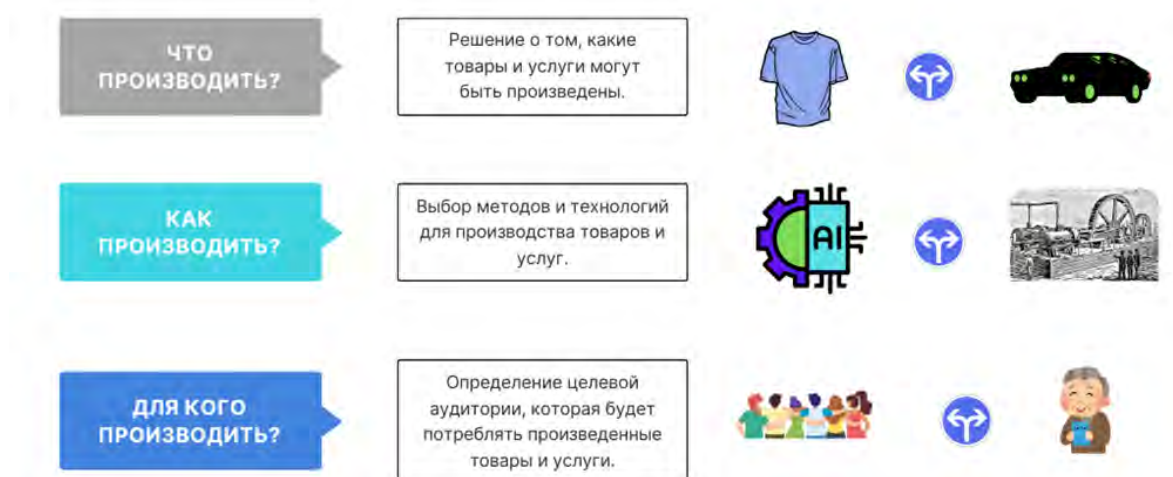 ЧТО
ПРОИЗВОДИТЬ?
Решение о том, какие
товары и услуги могут
быть произведены.
КАК
ПРОИЗВОДИТЬ?
Выбор методов и технологий
для производства товаров и
услуг.
AI
ДЛЯ КОГО
ПРОИЗВОДИТЬ?
Определение целевой
аудитории, которая будет
потреблять произведенные
товары и услуги.